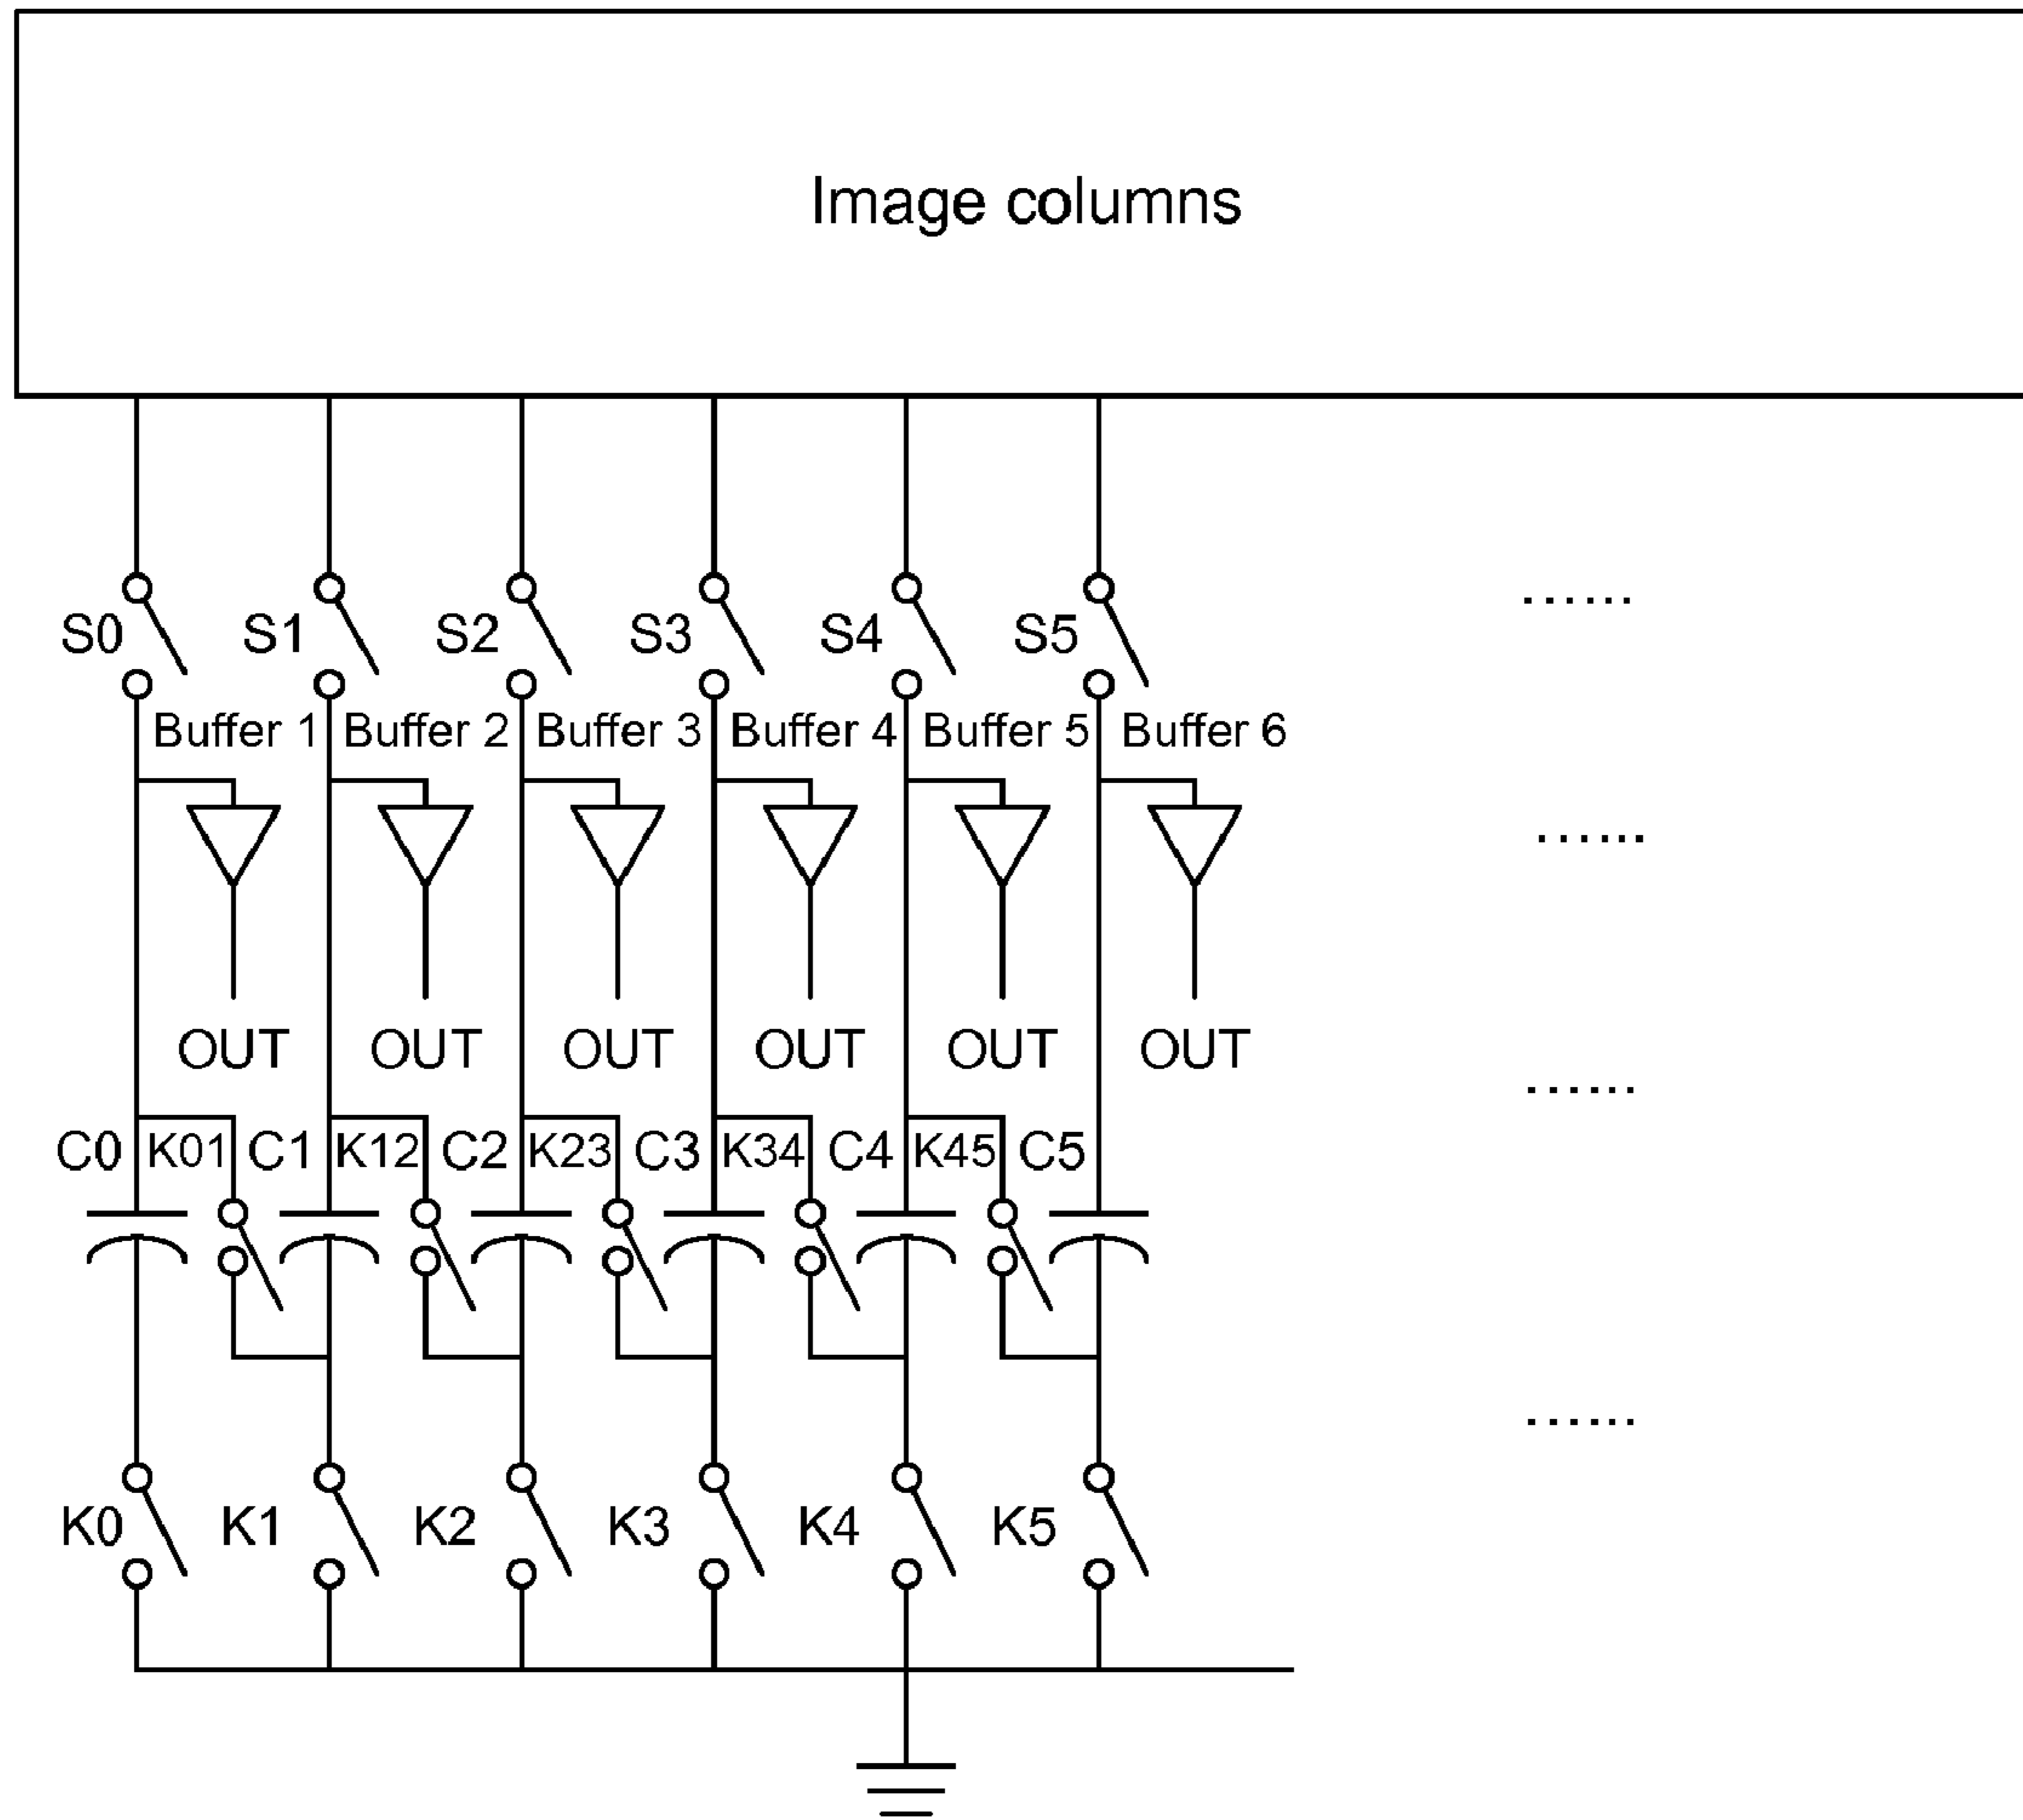 Image columns
S0 S1 S2 S3 S4 S5 ......
Buffer 1 Buffer 2 Buffer 3 Buffer 4 Buffer 5 Buffer 6
......
OUT OUT OUT OUT OUT OUT
......
C0 K01 C1 K12 C2 K23 C3 K34 C4 K45 C5
......
K0 K1 K2 K3 K4 K5